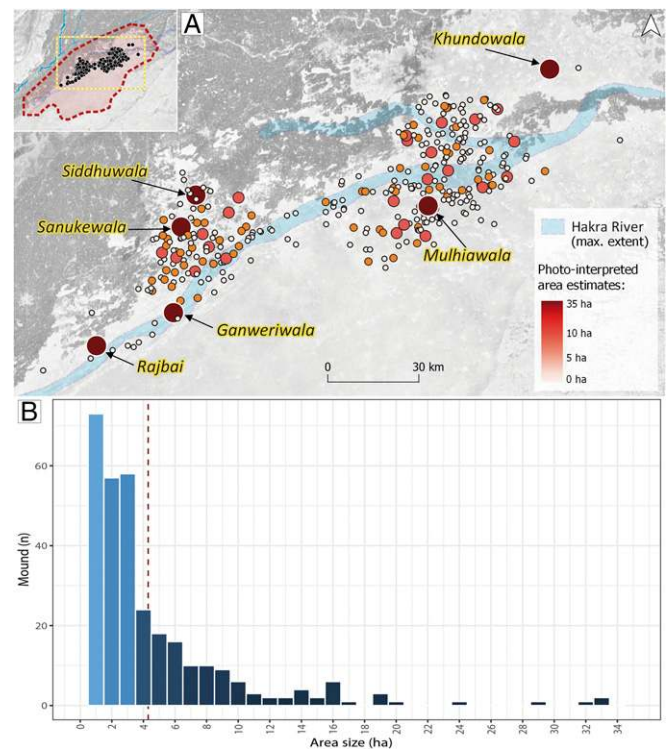 A
Khundowala
Siddhuwala
Sanukewala
Mulhiawala
Ganweriwala
Rajbai
0 30 km
Hakra River
(max. extent)
Photo-interpreted
area estimates:
35 ha
10 ha
5 ha
0 ha
B
60
40
20
0
Mound (n)
0 2 4 6 8 10 12 14 16 18 20 22 24 26 28 30 32 34
Area size (ha)